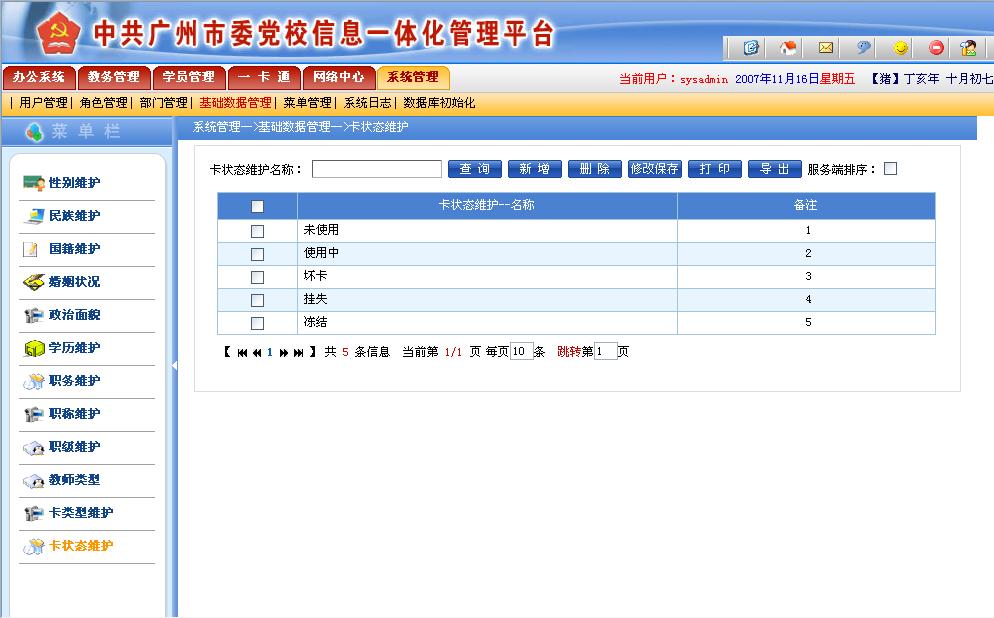 中共广州市委党校信息一体化管理平台
办公系统 教务管理 学员管理 一 卡 通 网络中心 系统管理
当前用户：sysadmin 2007年11月16日星期五 【猪】丁亥年 十月初七
| 用户管理| 角色管理| 部门管理| 基础数据管理| 菜单管理| 系统日志| 数据库初始化
菜 单 栏
系统管理—>基础数据管理—>卡状态维护
性别维护
民族维护
国籍维护
婚姻状况
政治面貌
学历维护
职务维护
职称维护
职级维护
教师类型
卡类型维护
卡状态维护
卡状态维护名称： 查 询 新 增 删 除 修改保存 打 印 导 出 服务端排序：
卡状态维护--名称 备注
未使用 1
使用中 2
坏卡 3
挂失 4
冻结 5
【 1 】 共 5 条信息 当前第 1/1 页 每页10条 跳转第1页